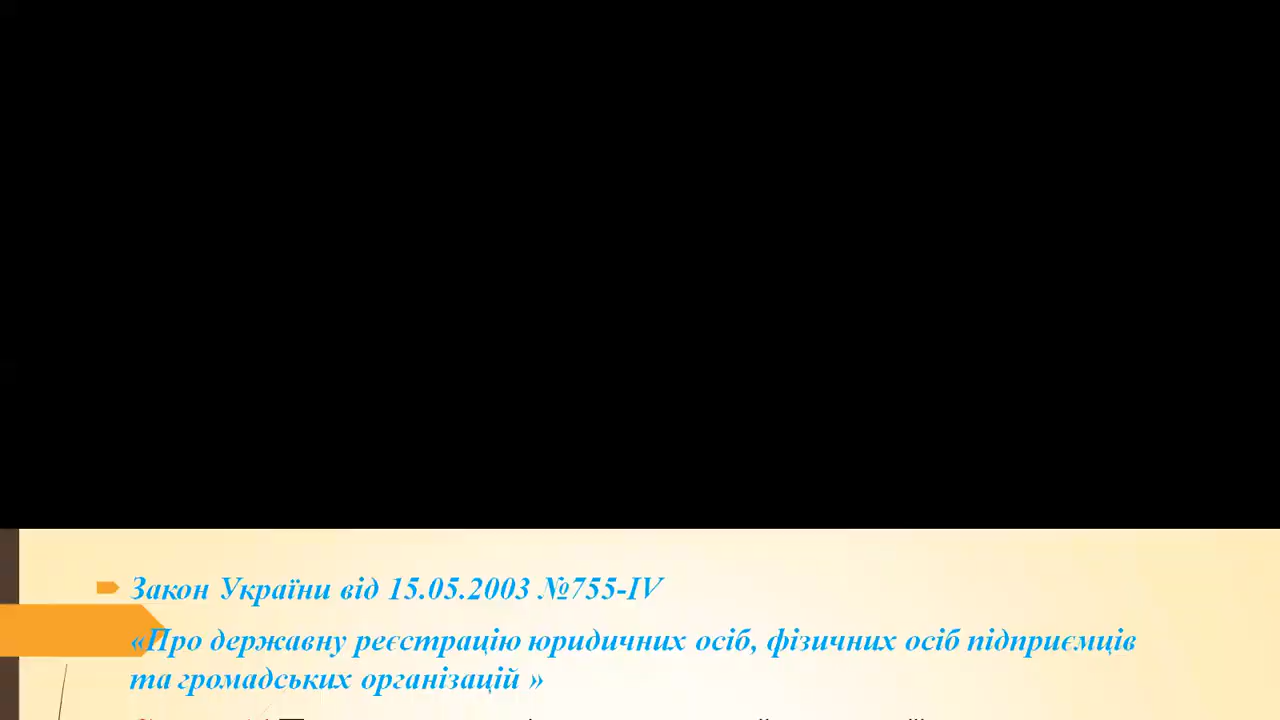 Закон України від 15.05.2003 №755-IV
«Про державну реєстрацію юридичних осіб, фізичних осіб підприємців
та громадських організацій »